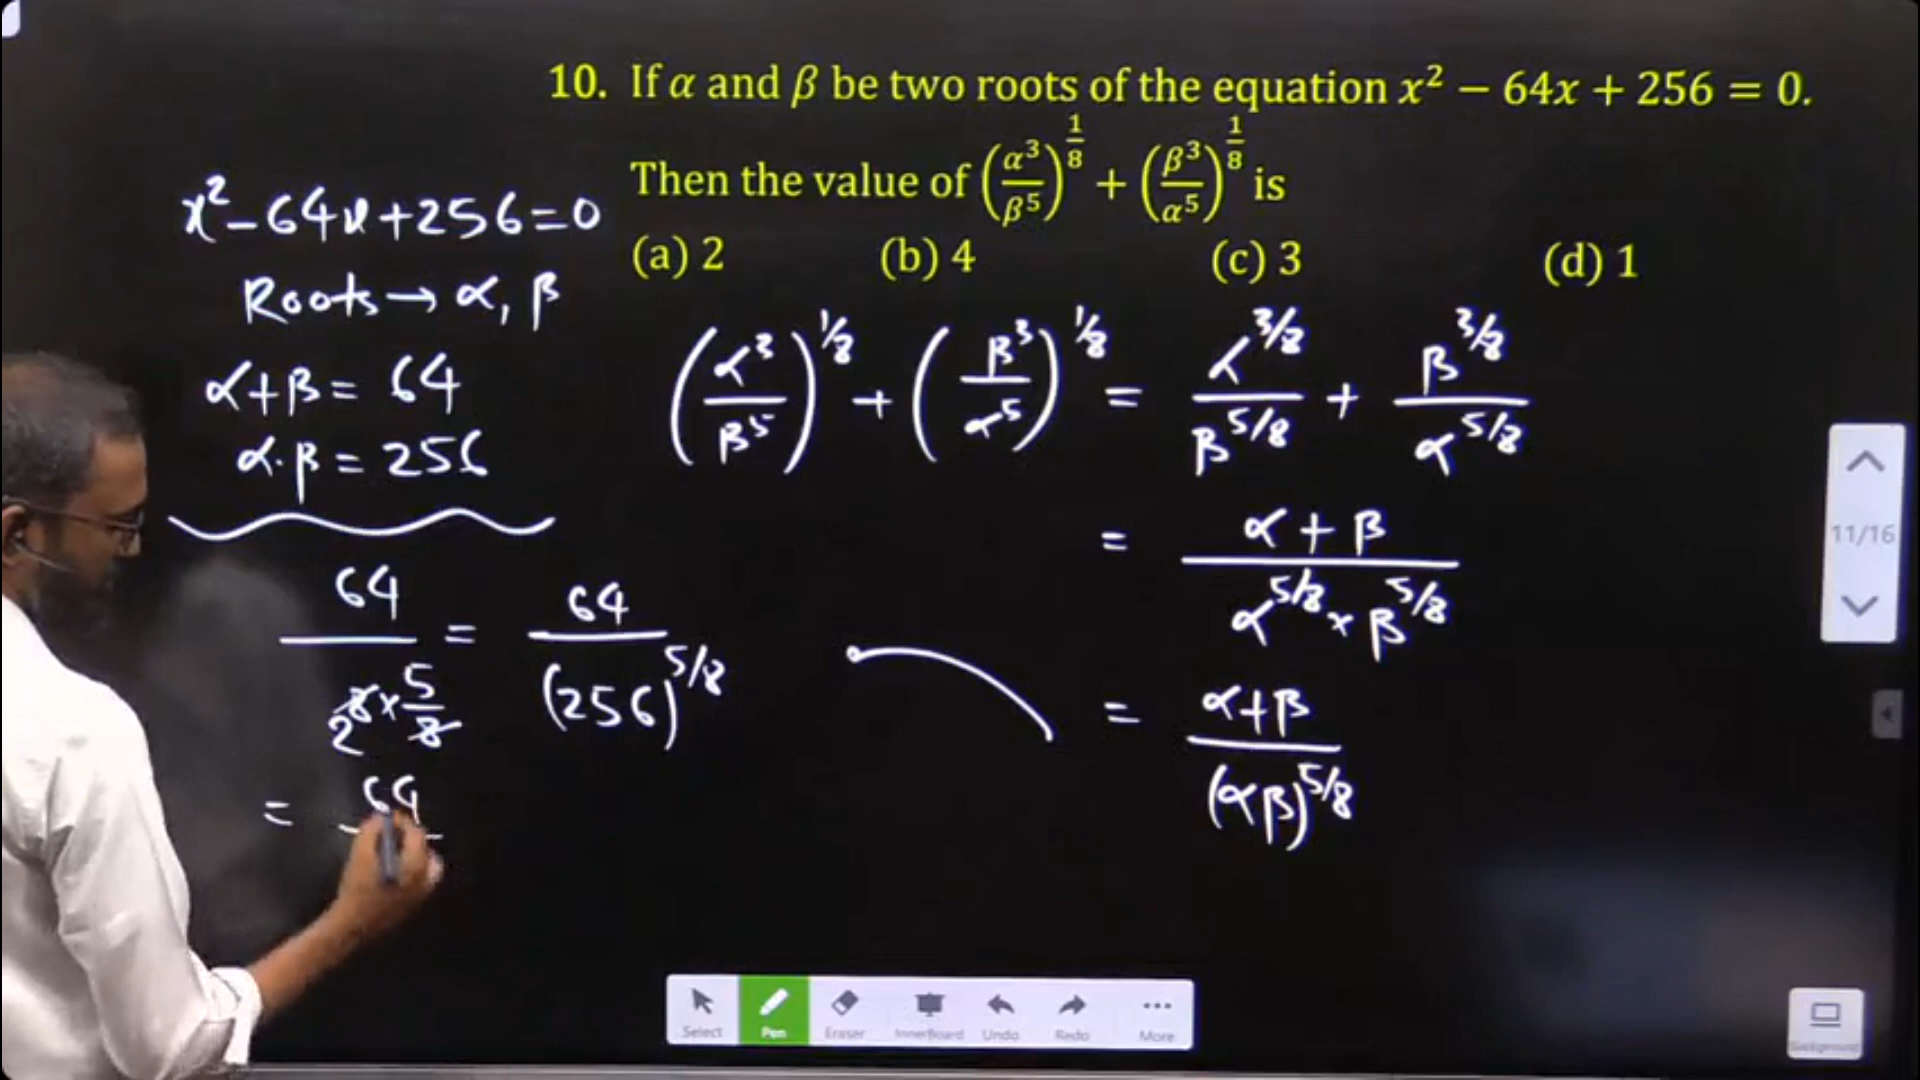 10. If α and β be two roots of the equation x² − 64x + 256 = 0.
Then the value of (α³/β⁵)^(1/8) + (β³/α⁵)^(1/8) is
(a) 2 (b) 4 (c) 3 (d) 1
x² − 64x + 256 = 0
Roots → α, β
α + β = 64
α · β = 256
(α³/β⁵)^(1/8) + (β³/α⁵)^(1/8) = α^(3/8)/β^(5/8) + β^(3/8)/α^(5/8)
= (α + β)/(α^(5/8) × β^(5/8))
= (α + β)/(αβ)^(5/8)
64/2^(8 × 5/8) = 64/(256)^(5/8)
= 64
11/16
Select Pen Eraser InnerBoard Undo Redo More
Background